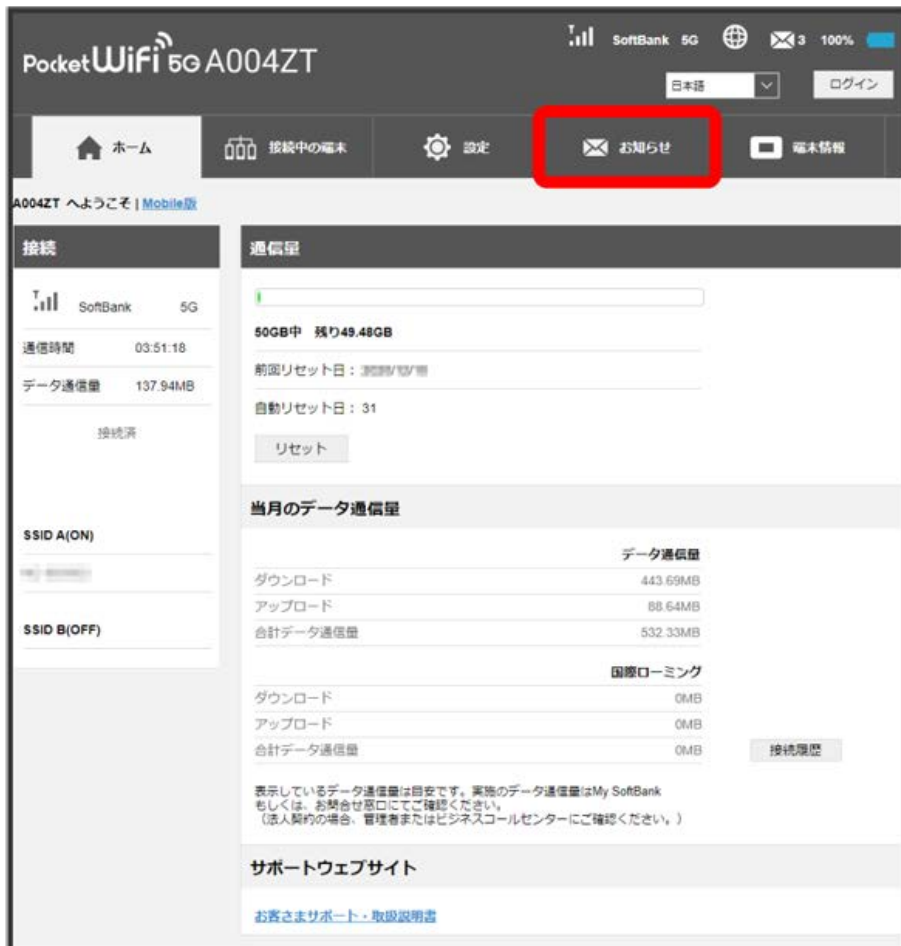 Pocket WiFi 5G A004ZT
SoftBank 5G
3 100%
日本語
ログイン
ホーム
接続中の端末
設定
お知らせ
端末情報
A004ZT へようこそ | Mobile版
接続
SoftBank 5G
通信時間 03:51:18
データ通信量 137.94MB
接続済
SSID A(ON)
SSID B(OFF)
通信量
50GB中 残り49.48GB
前回リセット日:
自動リセット日: 31
リセット
当月のデータ通信量
データ通信量
ダウンロード 443.69MB
アップロード 88.64MB
合計データ通信量 532.33MB
国際ローミング
ダウンロード 0MB
アップロード 0MB
合計データ通信量 0MB
接続履歴
表示しているデータ通信量は目安です。実施のデータ通信量はMy SoftBank
もしくは、お問合せ窓口にてご確認ください。
(法人契約の場合、管理者またはビジネスコールセンターにご確認ください。)
サポートウェブサイト
お客さまサポート・取扱説明書